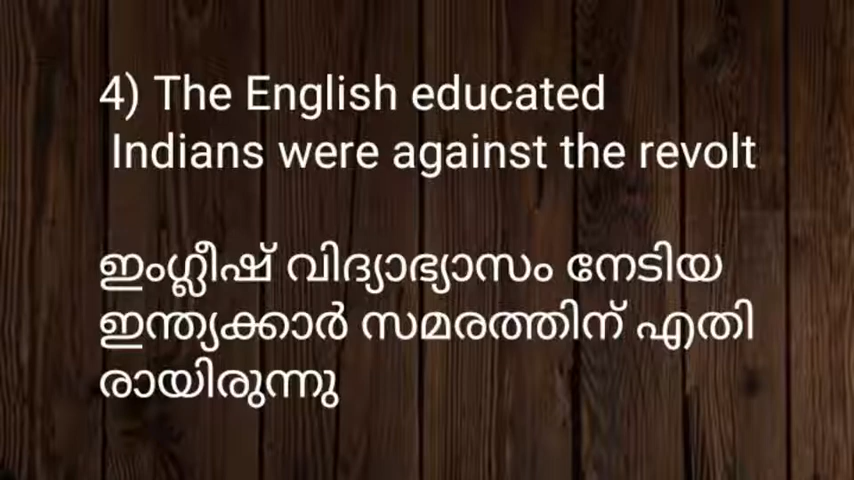 4) The English educated
Indians were against the revolt
ഇംഗ്ലീഷ് വിദ്യാഭ്യാസം നേടിയ
ഇന്ത്യക്കാർ സമരത്തിന് എതി
രായിരുന്നു